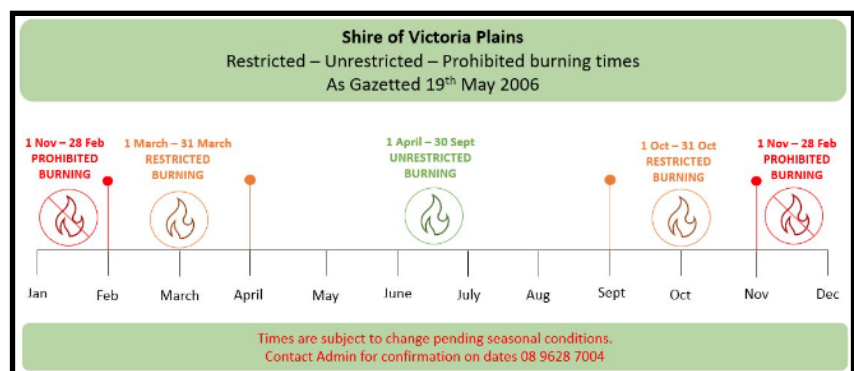 Shire of Victoria Plains
Restricted – Unrestricted – Prohibited burning times
As Gazetted 19th May 2006
1 Nov – 28 Feb
PROHIBITED
BURNING
1 March – 31 March
RESTRICTED
BURNING
1 April – 30 Sept
UNRESTRICTED
BURNING
1 Oct – 31 Oct
RESTRICTED
BURNING
1 Nov – 28 Feb
PROHIBITED
BURNING
Jan Feb March April May June July Aug Sept Oct Nov Dec
Times are subject to change pending seasonal conditions.
Contact Admin for confirmation on dates 08 9628 7004